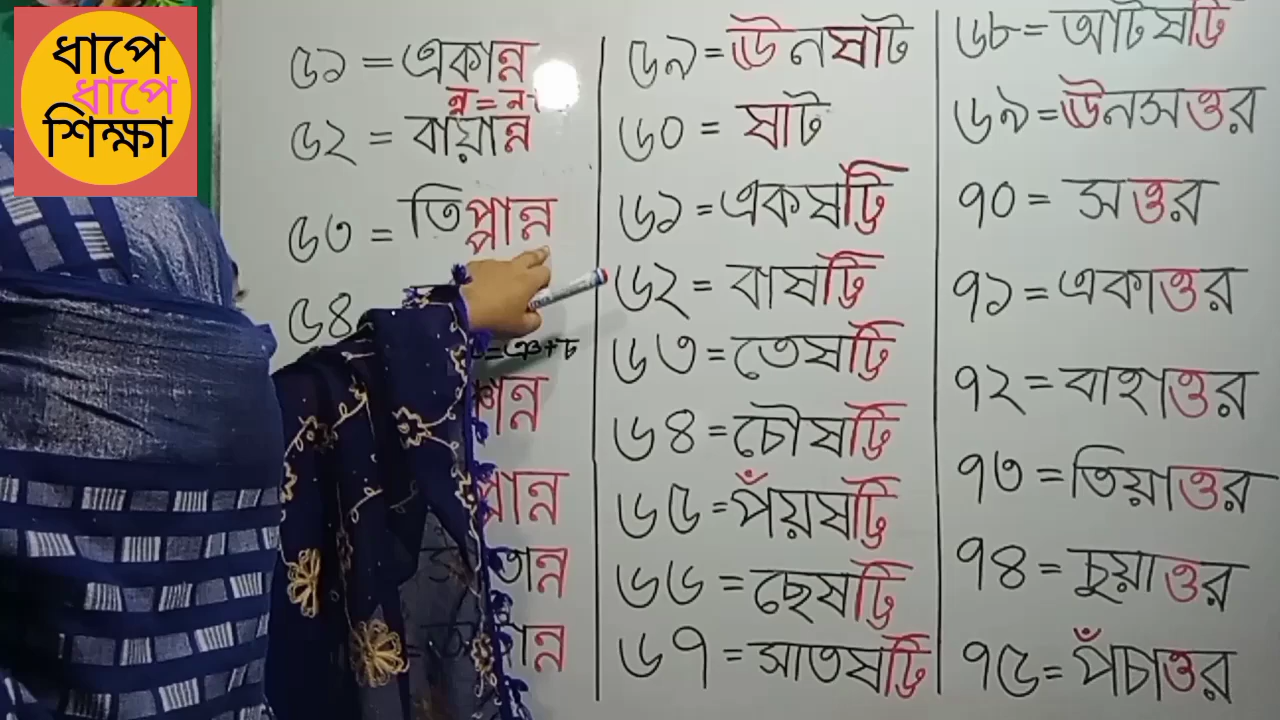 ধাপে
ধাপে
শিক্ষা
৫১ = একান্ন
ন্ন = ন+
৫২ = বায়ান্ন
৫৩ = তিপ্পান্ন
৫৪
= ঞ+চ
ন্ন
প্পান্ন
ন্ন
ন্ন
৫৯ = ঊনষাট
৬০ = ষাট
৬১ = একষট্টি
৬২ = বাষট্টি
৬৩ = তেষট্টি
৬৪ = চৌষট্টি
৬৫ = পঁয়ষট্টি
৬৬ = ছেষট্টি
৬৭ = সাতষট্টি
৬৮ = আটষট্টি
৬৯ = ঊনসত্তর
৭০ = সত্তর
৭১ = একাত্তর
৭২ = বাহাত্তর
৭৩ = তিয়াত্তর
৭৪ = চুয়াত্তর
৭৫ = পঁচাত্তর